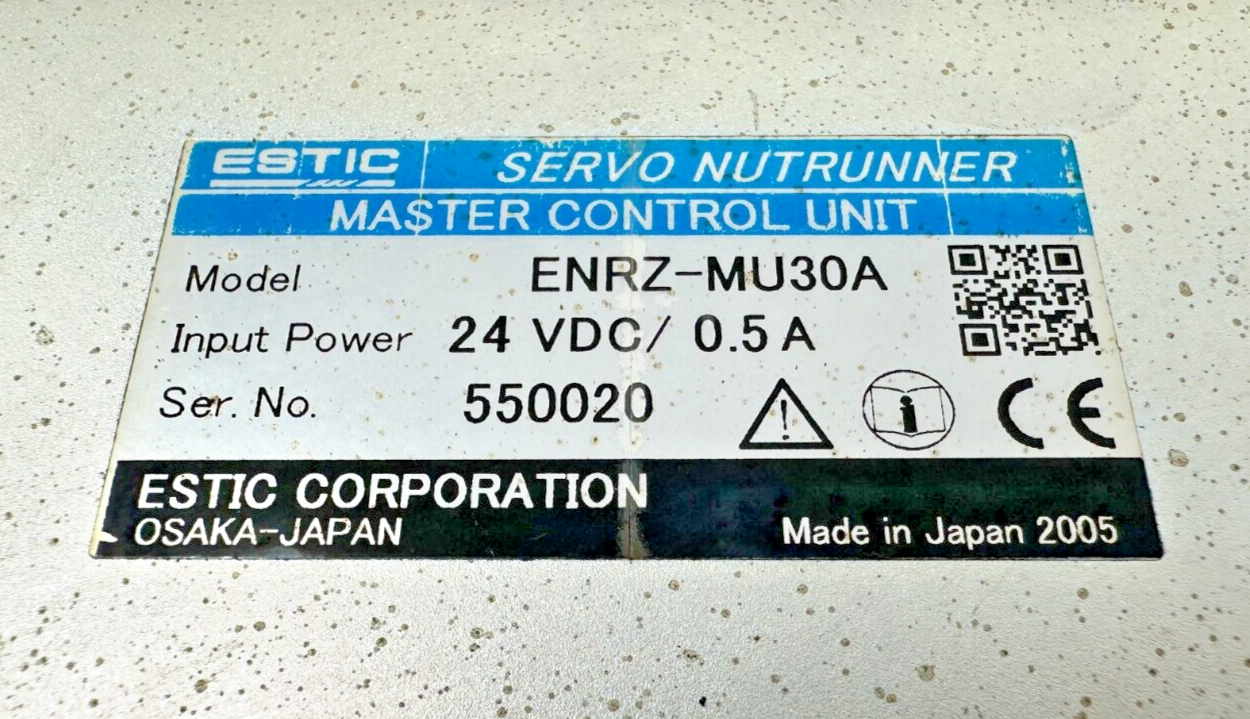 ESTIC SERVO NUTRUNNER
MASTER CONTROL UNIT
Model ENRZ-MU30A
Input Power 24 VDC/ 0.5 A
Ser. No. 550020
CE
ESTIC CORPORATION
OSAKA-JAPAN
Made in Japan 2005